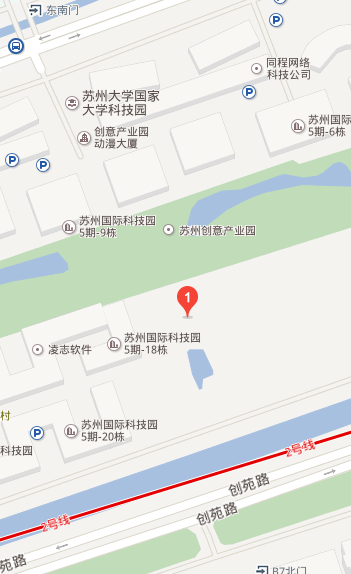 东南门
同程网络
科技公司
苏州大学国家
大学科技园
P
苏州国际科技园
5期-6栋
创意产业园
动漫大厦
P
P
苏州国际科技园
5期-9栋
苏州创意产业园
1
苏州国际科技园
5期-18栋
凌志软件
村
苏州国际科技园
5期-20栋
P
科技园
2号线
创苑路
创苑路
2号线
苑路
B7北门